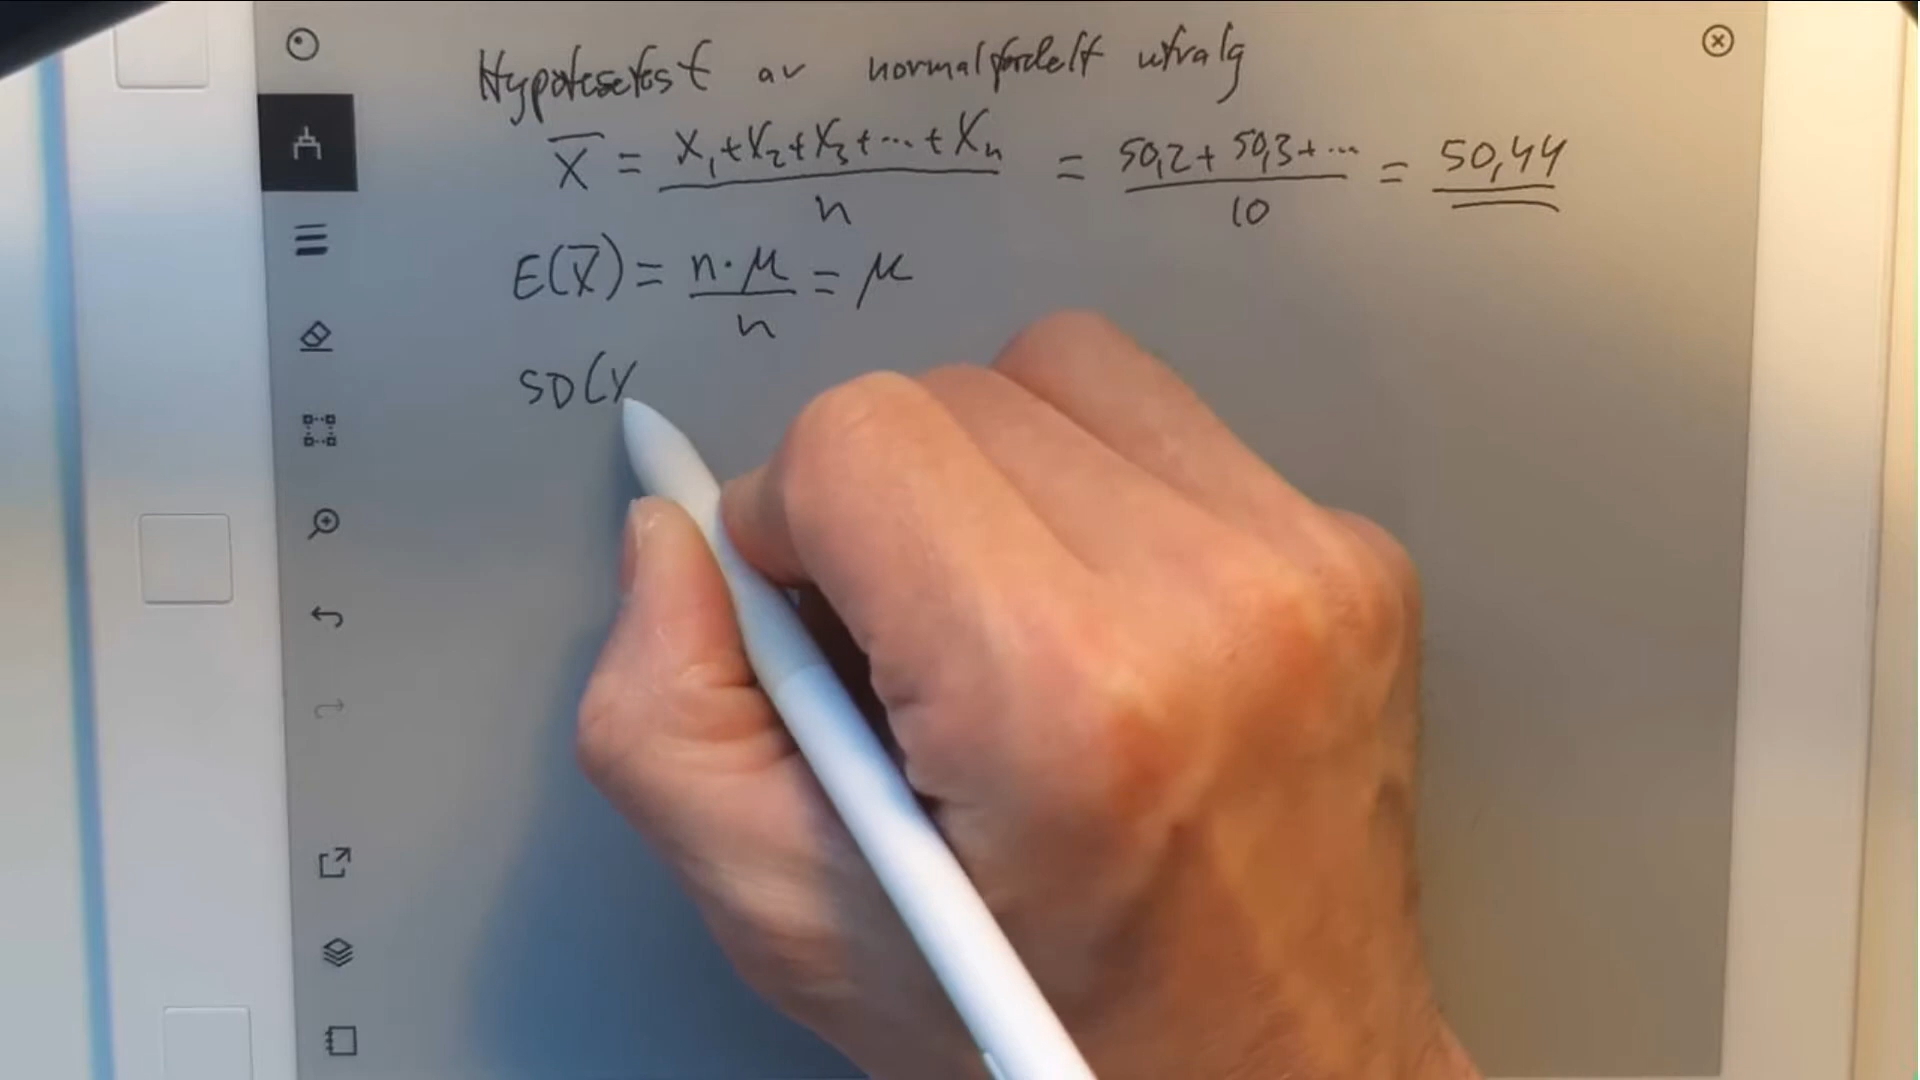 Hypotesetest av normalfordelt utvalg
X̄ = X₁+X₂+X₃+...+Xₙ / n = 50,2+50,3+... / 10 = 50,44
E(X̄) = n·μ / n = μ
SD(X